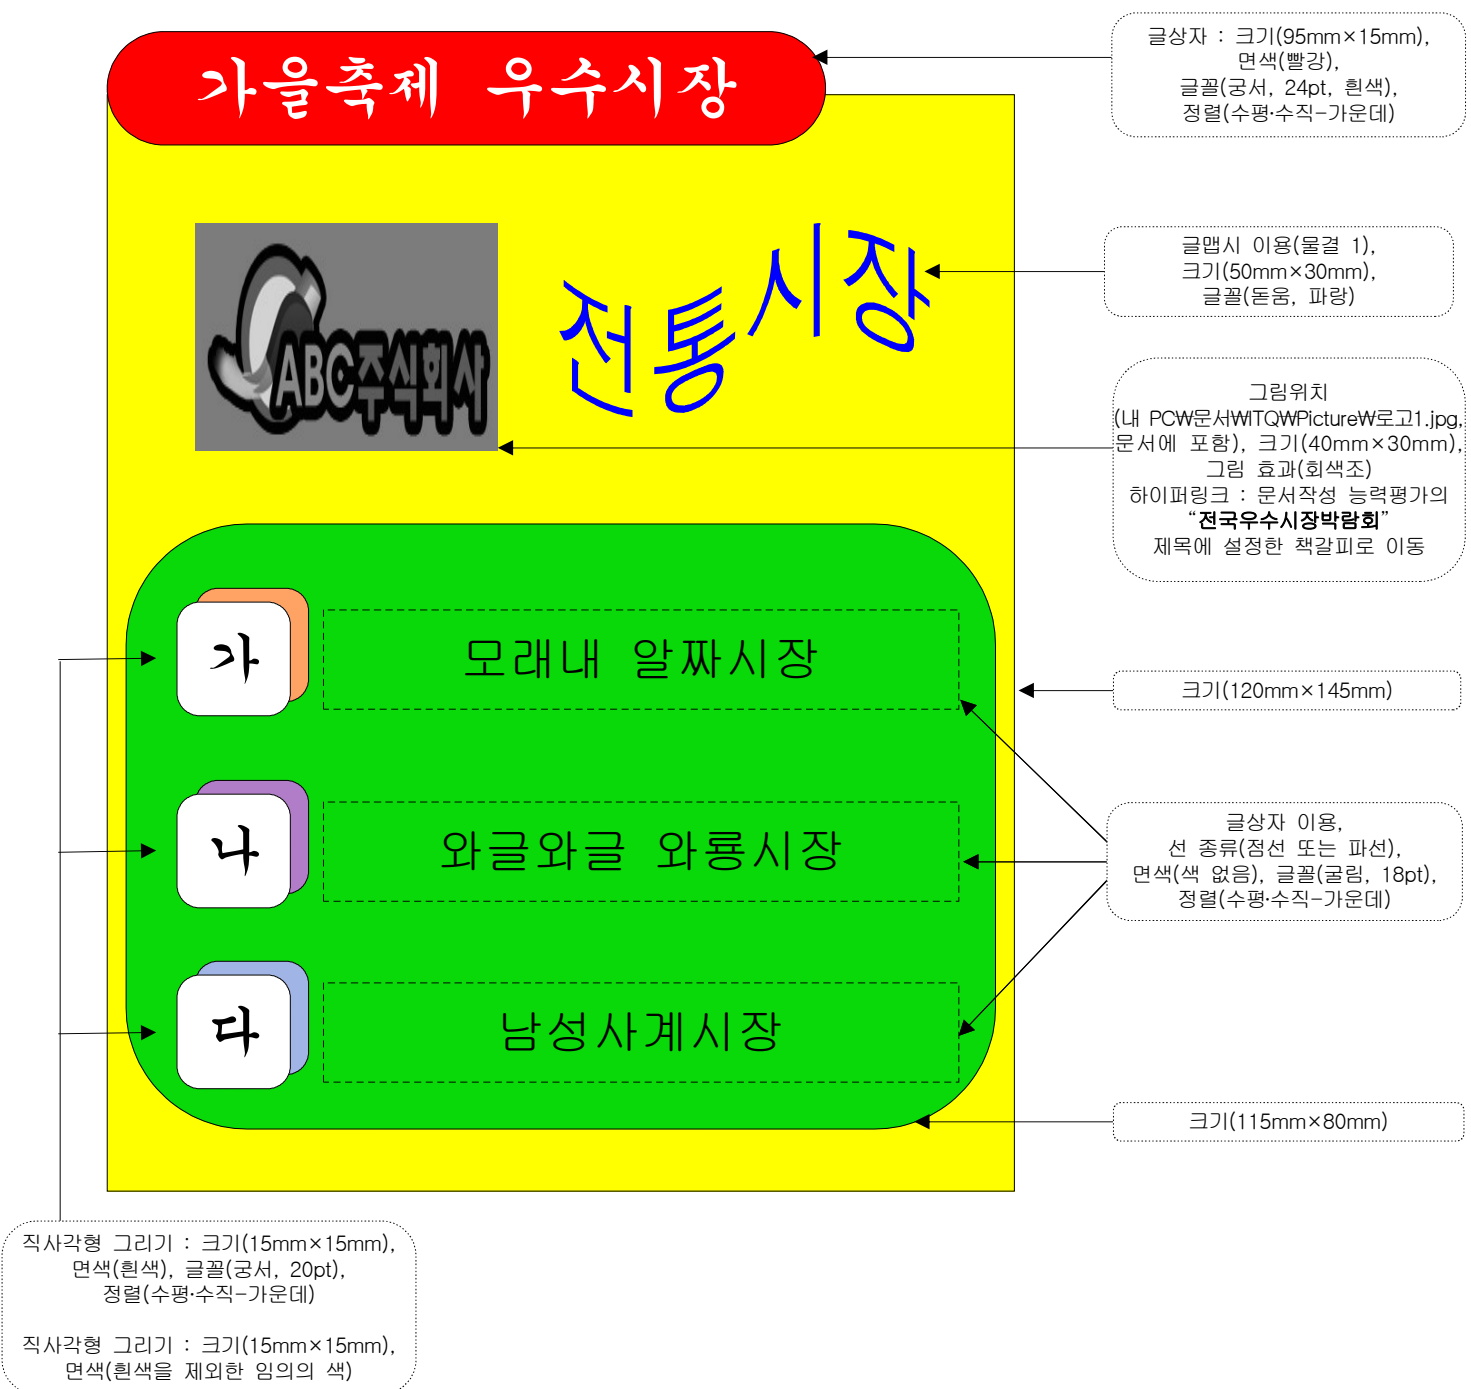 가을축제 우수시장
글상자 : 크기(95mm×15mm),
면색(빨강),
글꼴(궁서, 24pt, 흰색),
정렬(수평·수직-가운데)
전통시장
ABC주식회사
글맵시 이용(물결 1),
크기(50mm×30mm),
글꼴(돋움, 파랑)
그림위치
(내 PC₩문서₩ITQ₩Picture₩로고1.jpg,
문서에 포함), 크기(40mm×30mm),
그림 효과(회색조)
하이퍼링크 : 문서작성 능력평가의
“전국우수시장박람회”
제목에 설정한 책갈피로 이동
가
모래내 알짜시장
크기(120mm×145mm)
나
와글와글 와룡시장
글상자 이용,
선 종류(점선 또는 파선),
면색(색 없음), 글꼴(굴림, 18pt),
정렬(수평·수직-가운데)
다
남성사계시장
크기(115mm×80mm)
직사각형 그리기 : 크기(15mm×15mm),
면색(흰색), 글꼴(궁서, 20pt),
정렬(수평·수직-가운데)
직사각형 그리기 : 크기(15mm×15mm),
면색(흰색을 제외한 임의의 색)